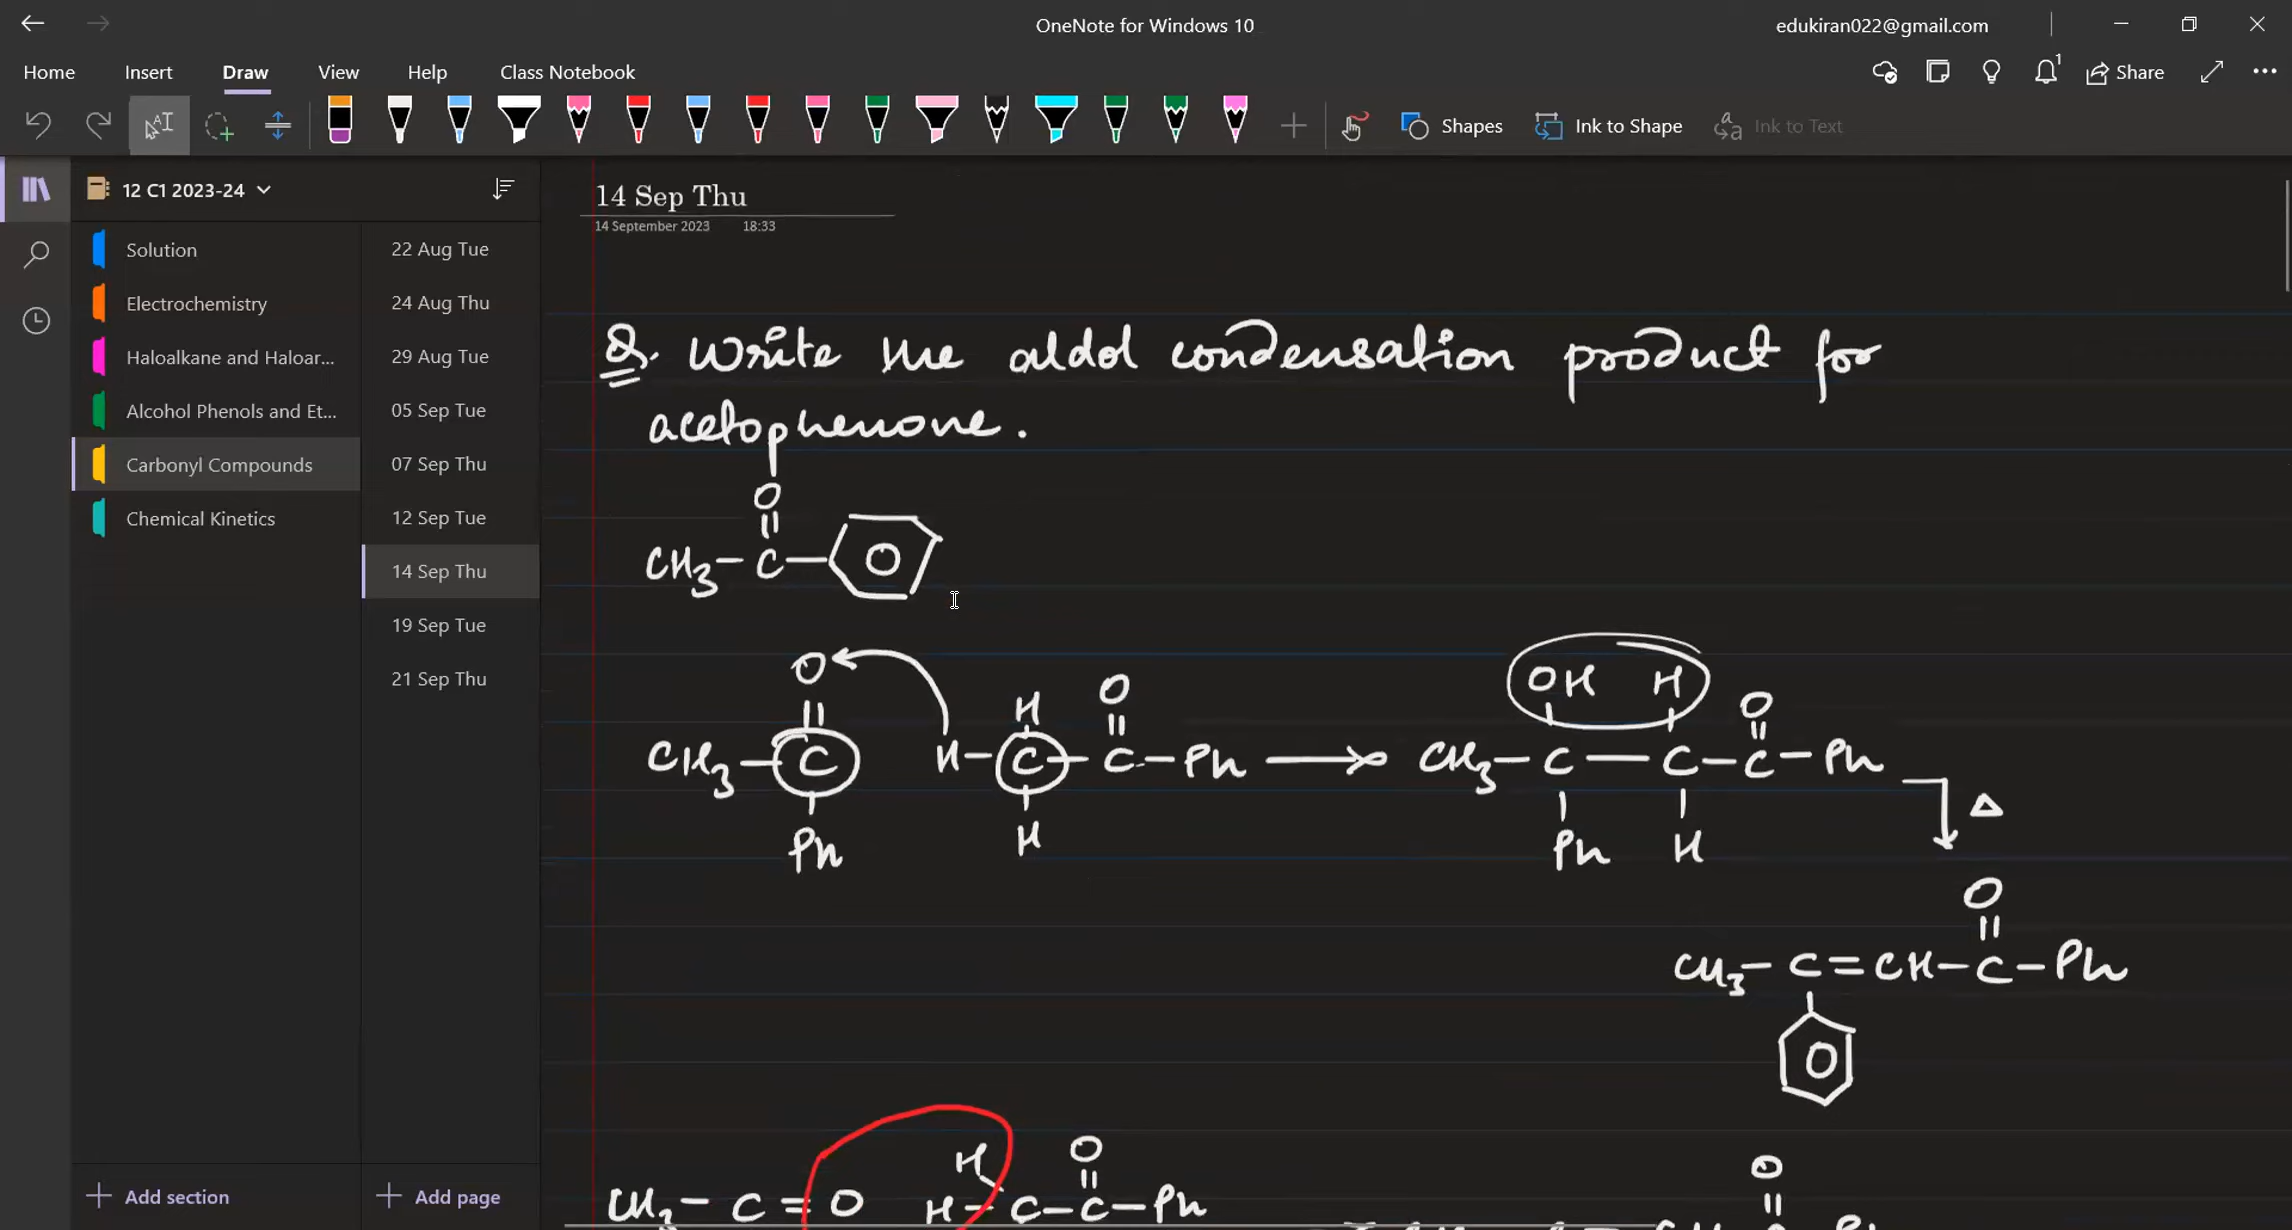 OneNote for Windows 10
edukiran022@gmail.com
Home Insert Draw View Help Class Notebook
1
Share
Shapes Ink to Shape Ink to Text
12 C1 2023-24
Solution
Electrochemistry
Haloalkane and Haloar...
Alcohol Phenols and Et...
Carbonyl Compounds
Chemical Kinetics
22 Aug Tue
24 Aug Thu
29 Aug Tue
05 Sep Tue
07 Sep Thu
12 Sep Tue
14 Sep Thu
19 Sep Tue
21 Sep Thu
Add section
Add page
14 Sep Thu
14 September 2023 18:33
Q. Write the aldol condensation product for
acetophenone.
O
CH3-C-
O H O OH H O
CH3-C H-C-C-Ph CH3-C-C-C-Ph
Ph H Ph H Δ
O
CH3-C=CH-C-Ph
H O O
CH3-C=O H-C-C-Ph